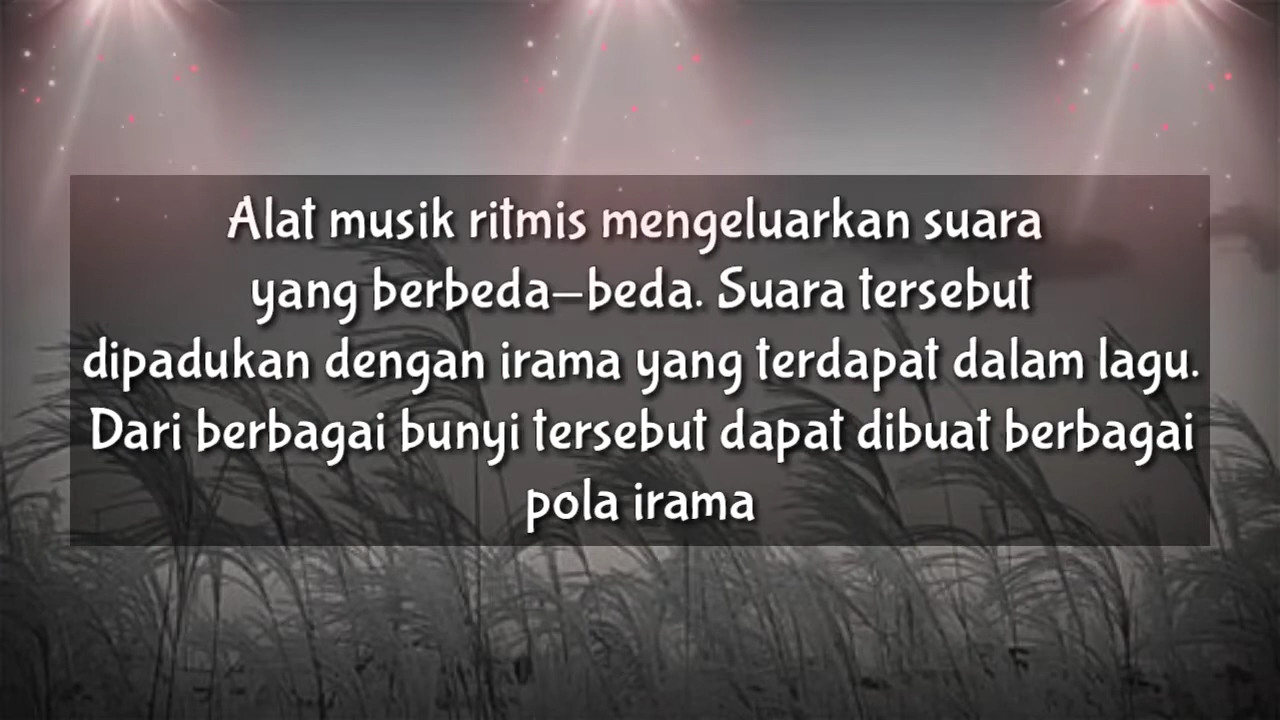 Alat musik ritmis mengeluarkan suara
yang berbeda-beda. Suara tersebut
dipadukan dengan irama yang terdapat dalam lagu.
Dari berbagai bunyi tersebut dapat dibuat berbagai
pola irama